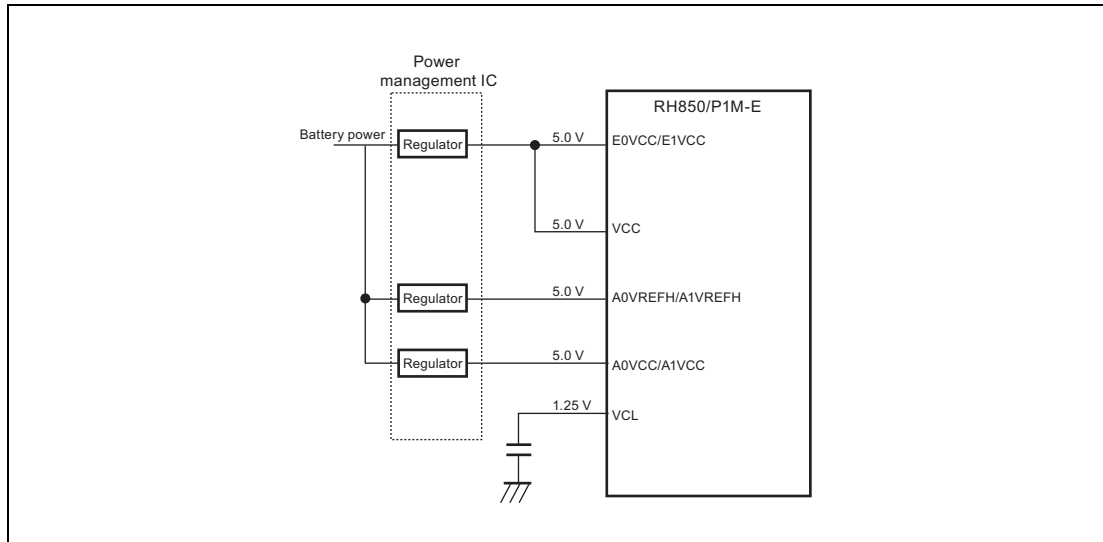 Power
management IC
RH850/P1M-E
Battery power
Regulator
5.0 V
E0VCC/E1VCC
5.0 V
VCC
Regulator
5.0 V
A0VREFH/A1VREFH
Regulator
5.0 V
A0VCC/A1VCC
1.25 V
VCL